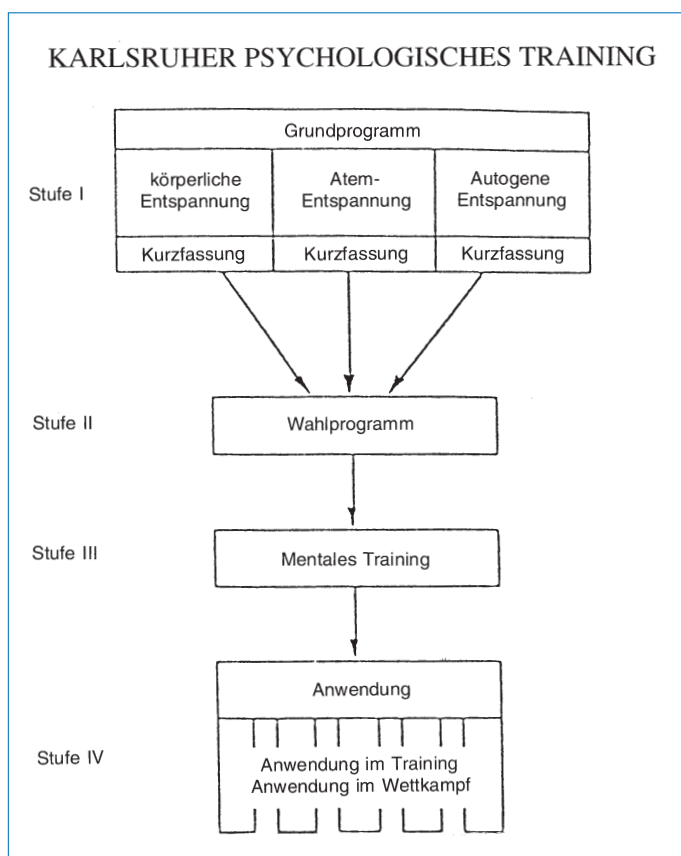 KARLSRUHER PSYCHOLOGISCHES TRAINING
Grundprogramm
Stufe I
körperliche
Entspannung
Atem-
Entspannung
Autogene
Entspannung
Kurzfassung
Kurzfassung
Kurzfassung
Stufe II
Wahlprogramm
Stufe III
Mentales Training
Anwendung
Stufe IV
Anwendung im Training
Anwendung im Wettkampf